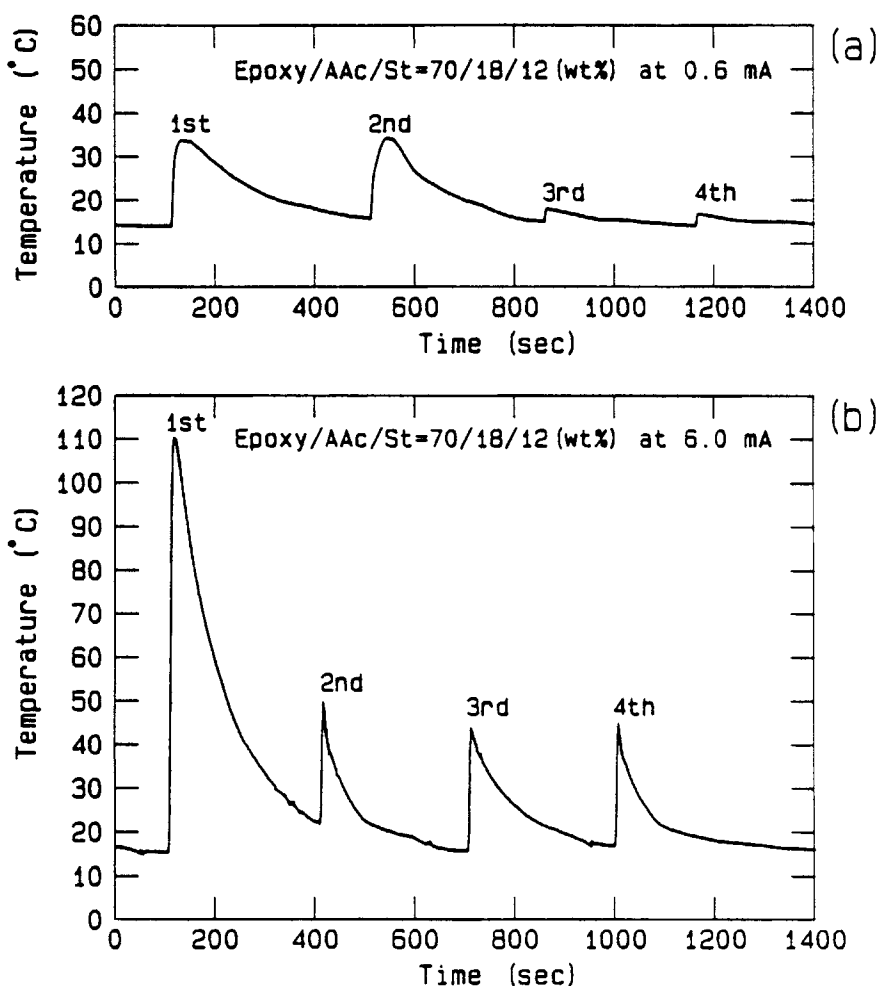 (a)
Epoxy/AAc/St=70/18/12(wt%) at 0.6 mA
Temperature (°C)
60
50
40
30
20
10
0
1st
2nd
3rd
4th
0 200 400 600 800 1000 1200 1400
Time (sec)
(b)
Epoxy/AAc/St=70/18/12(wt%) at 6.0 mA
Temperature (°C)
120
110
100
90
80
70
60
50
40
30
20
10
0
1st
2nd
3rd
4th
0 200 400 600 800 1000 1200 1400
Time (sec)